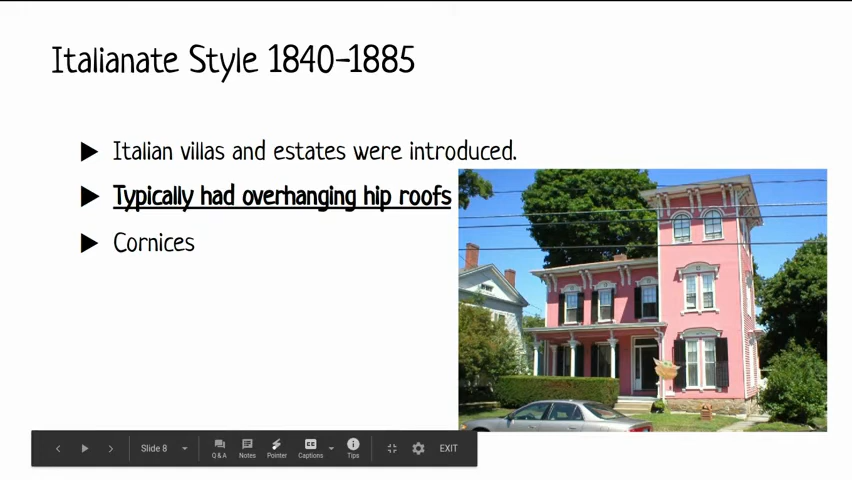 Italianate Style 1840-1885
Italian villas and estates were introduced.
Typically had overhanging hip roofs
Cornices
Slide 8
Q & A
Notes
Pointer
Captions
Tips
EXIT